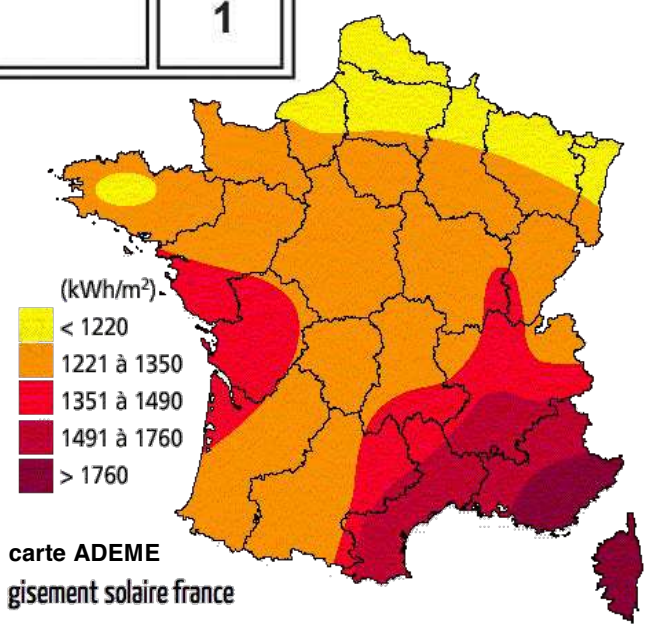 1
(kWh/m²)
< 1220
1221 à 1350
1351 à 1490
1491 à 1760
> 1760
carte ADEME
gisement solaire france